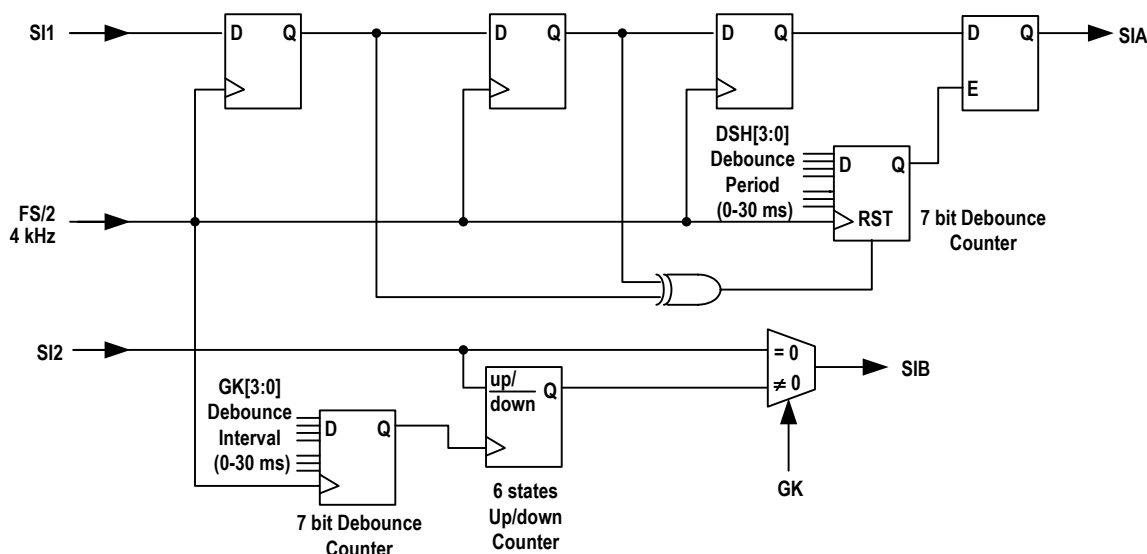 SI1
D Q
D Q
D Q
D Q
E
SIA
DSH[3:0]
Debounce
Period
(0-30 ms)
D Q
RST
7 bit Debounce
Counter
FS/2
4 kHz
SI2
= 0
≠ 0
SIB
GK
GK[3:0]
Debounce
Interval
(0-30 ms)
D Q
7 bit Debounce
Counter
up/
down
Q
6 states
Up/down
Counter